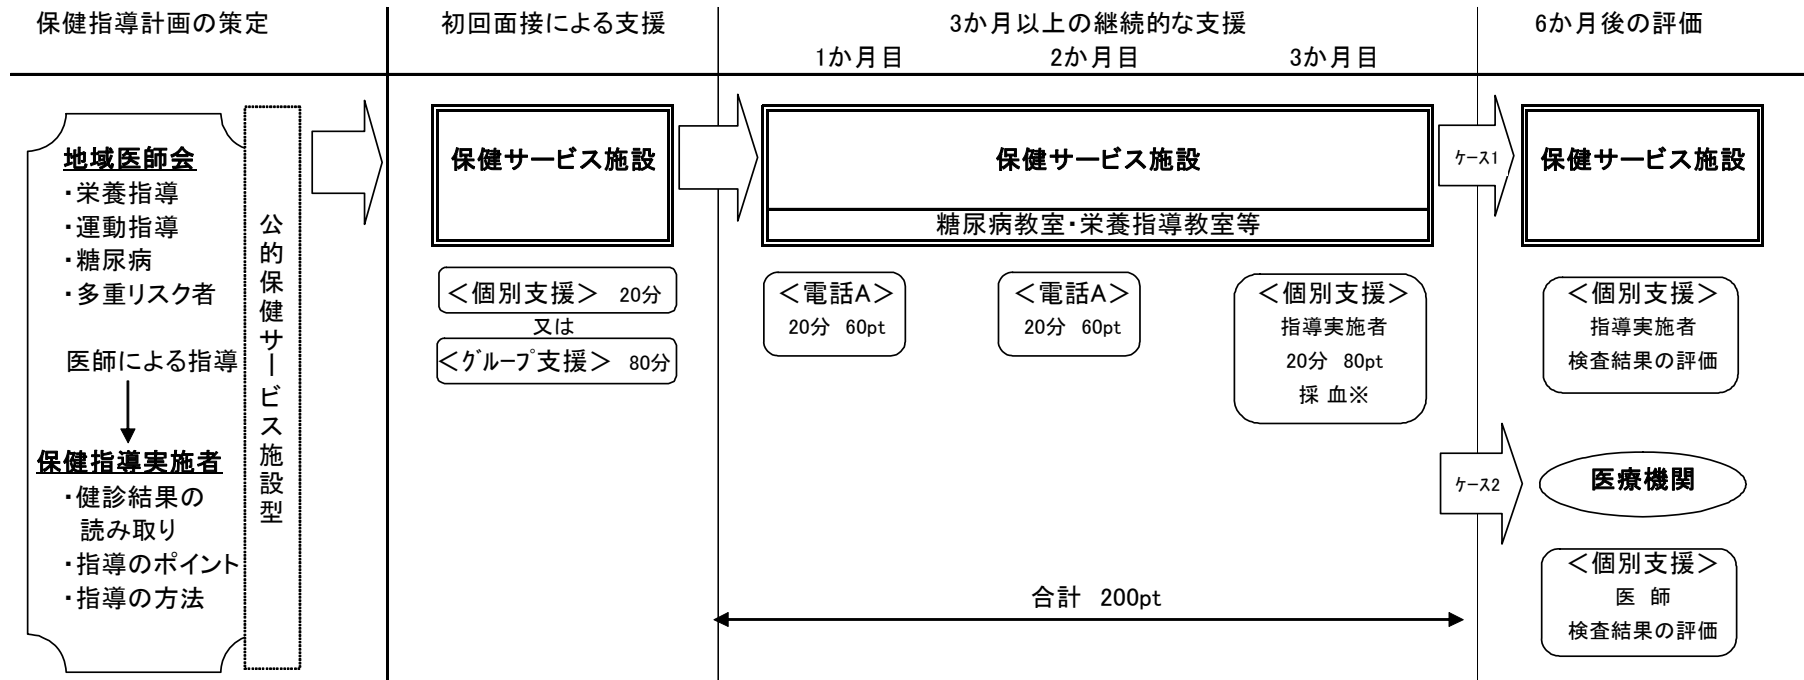 保健指導計画の策定
初回面接による支援
3か月以上の継続的な支援
1か月目
2か月目
3か月目
6か月後の評価
地域医師会
・栄養指導
・運動指導
・糖尿病
・多重リスク者
医師による指導
保健指導実施者
・健診結果の
読み取り
・指導のポイント
・指導の方法
公的保健サービス施設型
保健サービス施設
＜個別支援＞ 20分
又は
＜ｸﾞﾙｰﾌﾟ支援＞ 80分
保健サービス施設
糖尿病教室・栄養指導教室等
＜電話A＞
20分 60pt
＜電話A＞
20分 60pt
＜個別支援＞
指導実施者
20分 80pt
採 血※
合計 200pt
ｹｰｽ1
保健サービス施設
＜個別支援＞
指導実施者
検査結果の評価
ｹｰｽ2
医療機関
＜個別支援＞
医 師
検査結果の評価